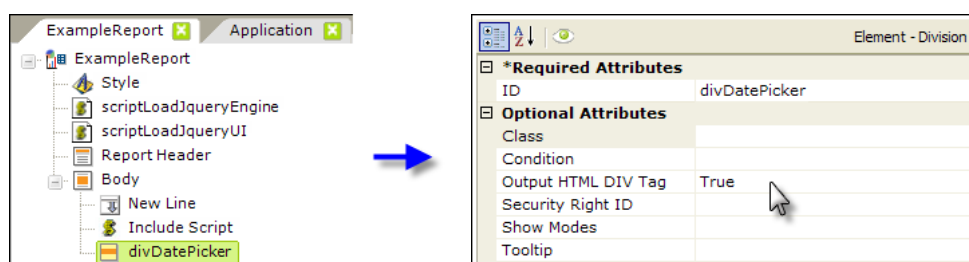 ExampleReport Application
ExampleReport
Style
scriptLoadJqueryEngine
scriptLoadJqueryUI
Report Header
Body
New Line
Include Script
divDatePicker
A
Z
Element - Division
*Required Attributes
ID divDatePicker
Optional Attributes
Class
Condition
Output HTML DIV Tag True
Security Right ID
Show Modes
Tooltip